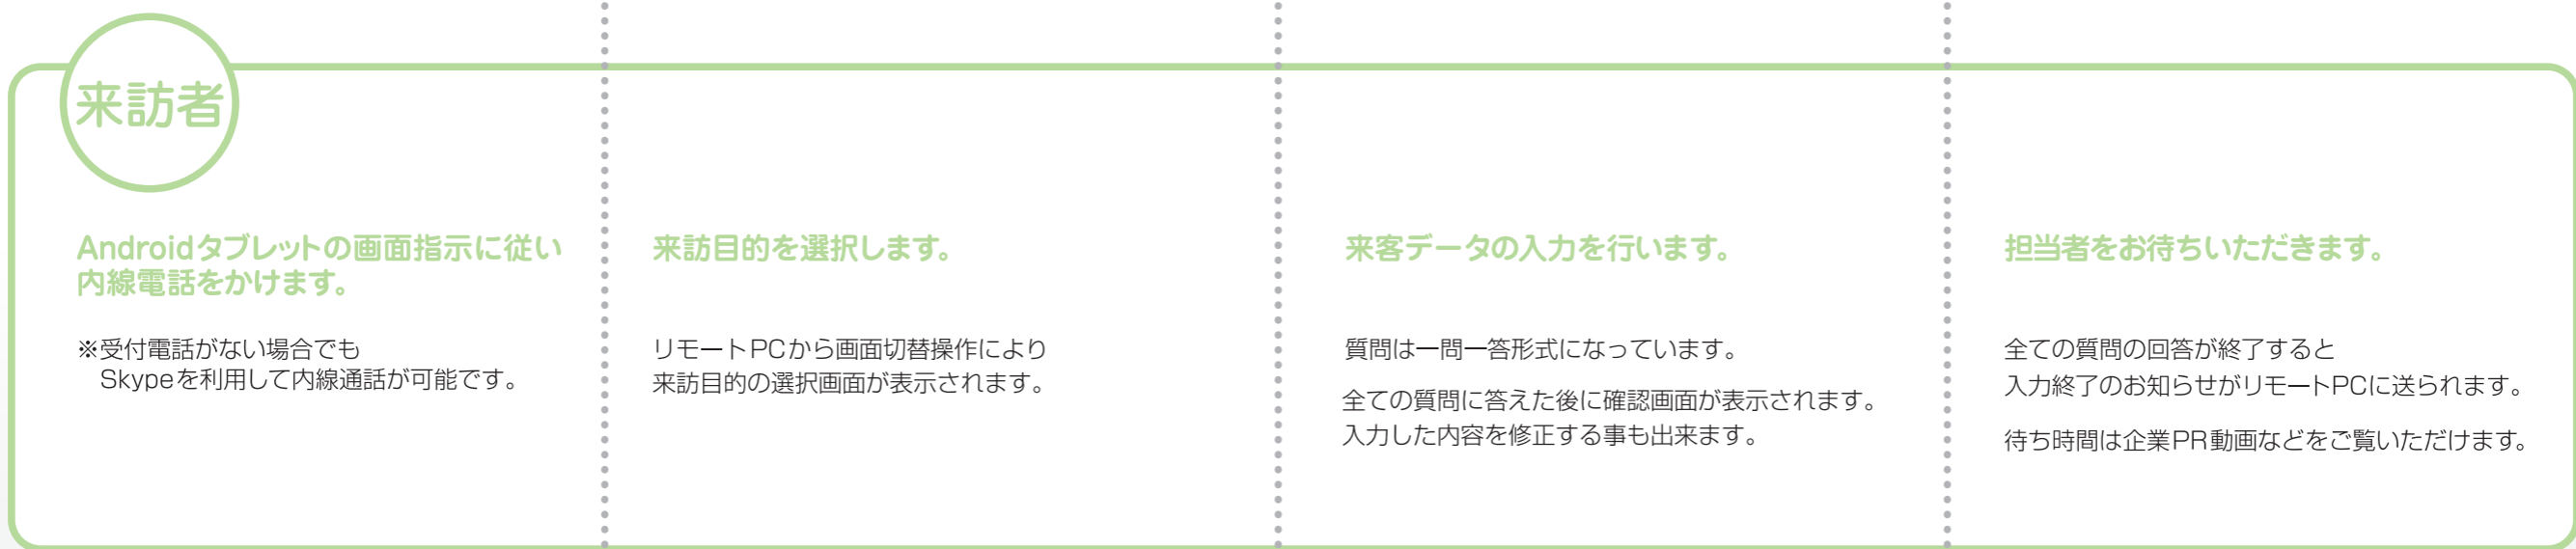 来訪者
Androidタブレットの画面指示に従い
内線電話をかけます。
※受付電話がない場合でも
Skypeを利用して内線通話が可能です。
来訪目的を選択します。
リモートPCから画面切替操作により
来訪目的の選択画面が表示されます。
来客データの入力を行います。
質問は一問一答形式になっています。
全ての質問に答えた後に確認画面が表示されます。
入力した内容を修正する事も出来ます。
担当者をお待ちいただきます。
全ての質問の回答が終了すると
入力終了のお知らせがリモートPCに送られます。
待ち時間は企業PR動画などをご覧いただけます。